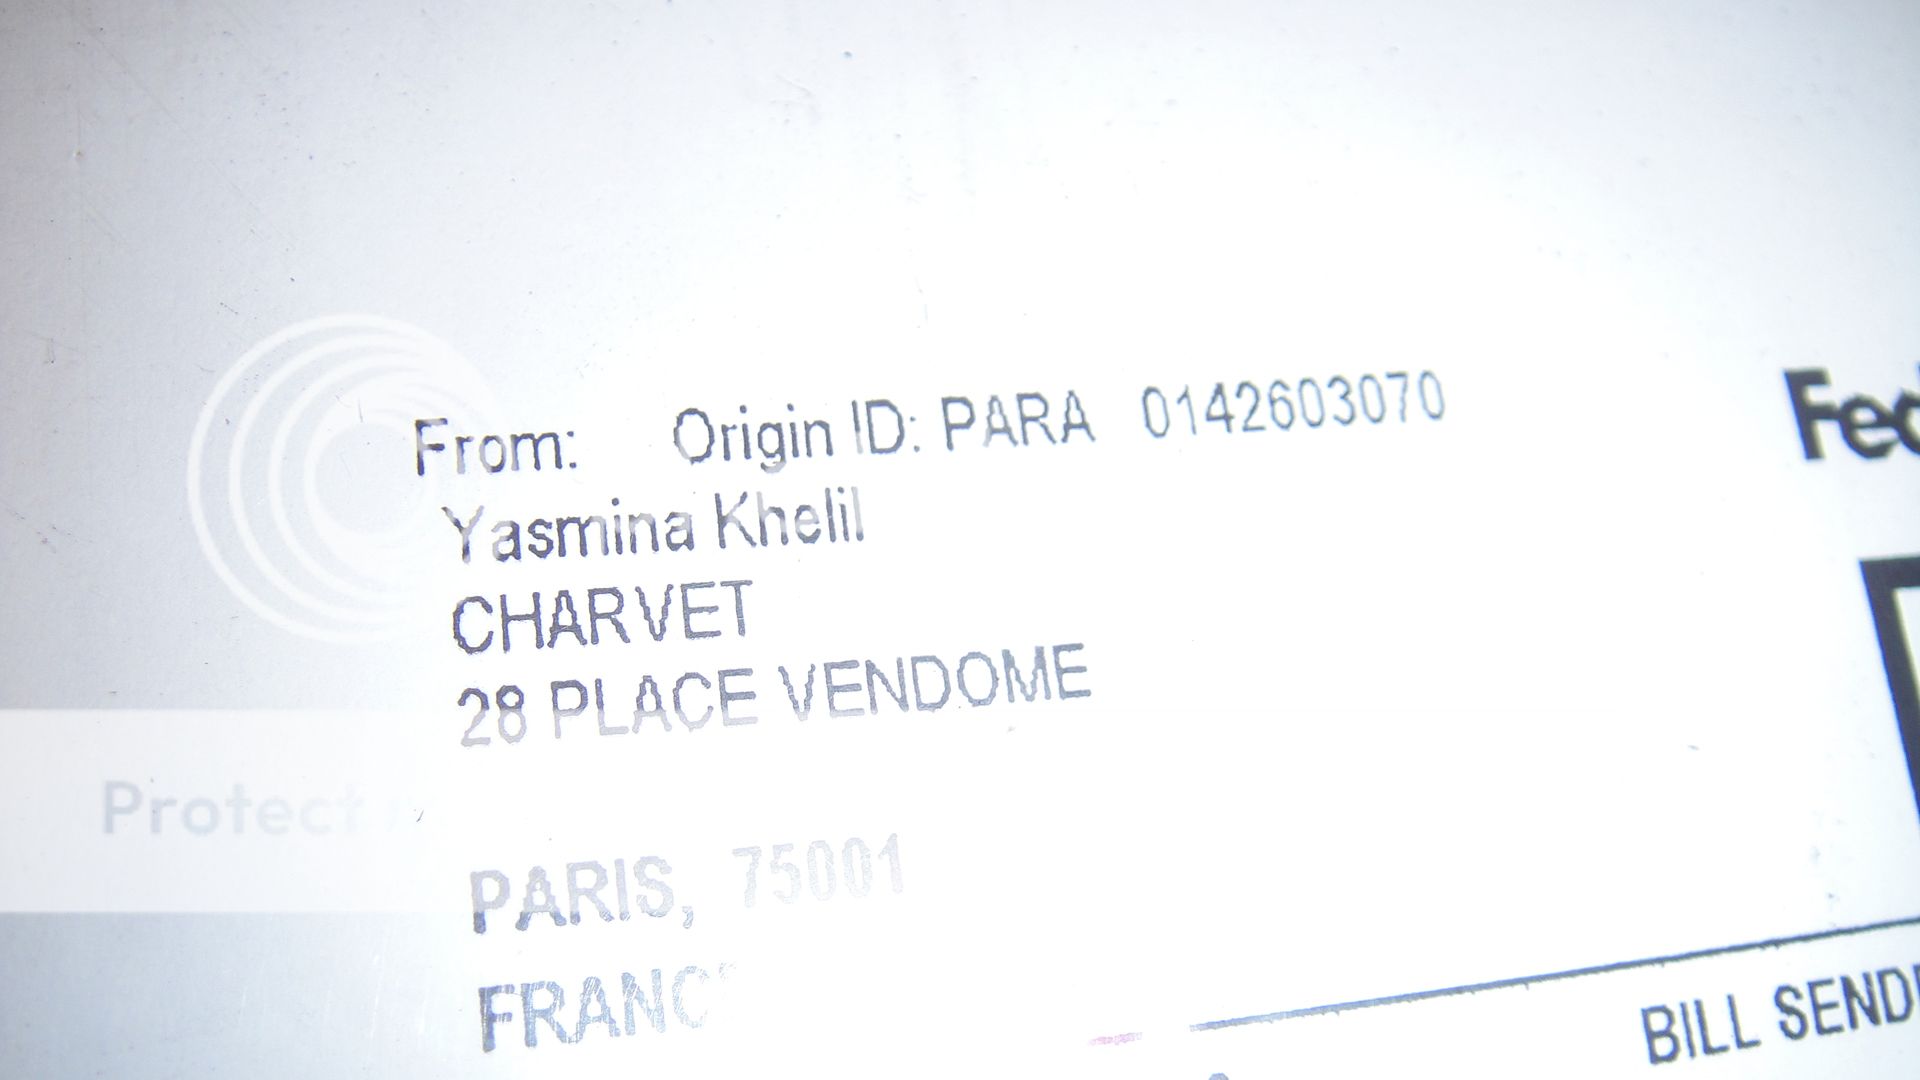 From: Origin ID: PARA 0142603070
Yasmina Khelil
CHARVET
28 PLACE VENDOME
PARIS, 75001
BILL
Protect